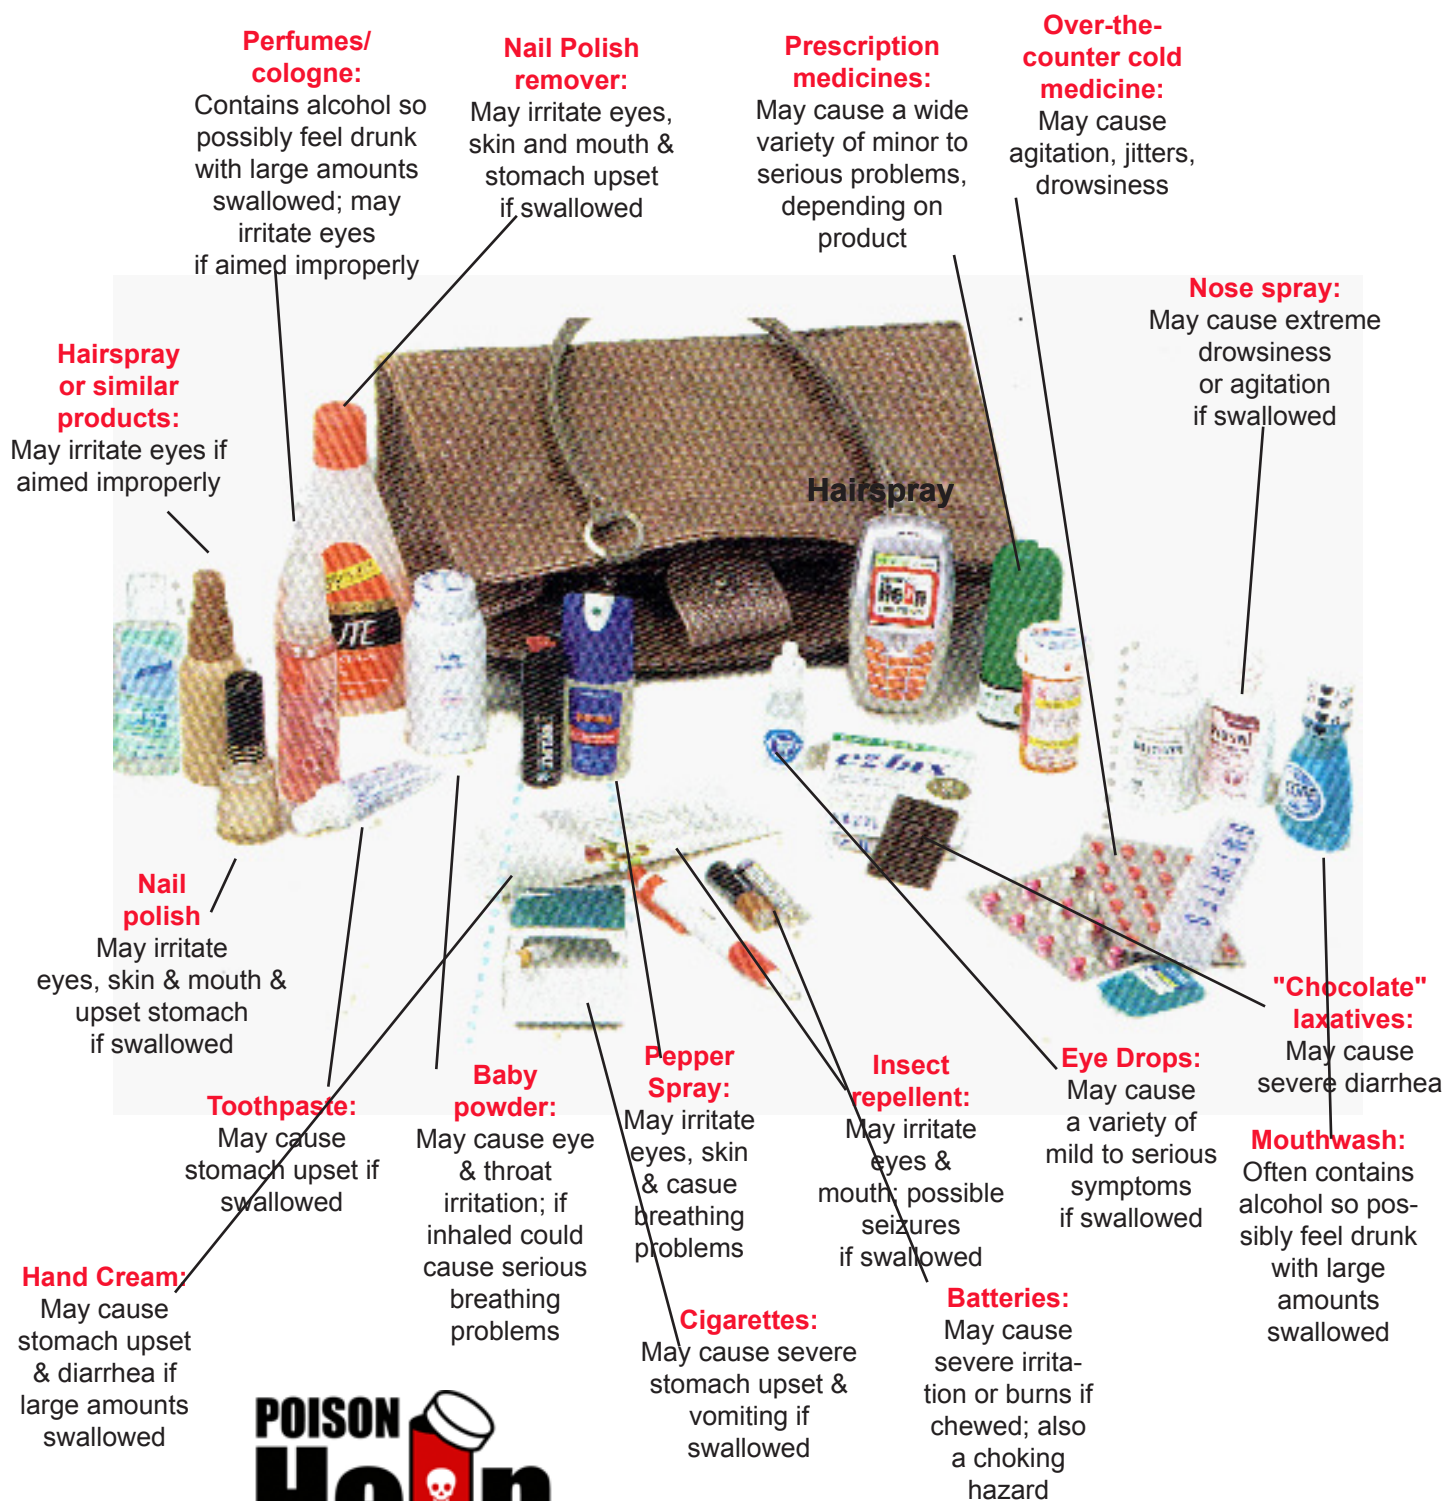 Perfumes/
cologne:
Contains alcohol so
possibly feel drunk
with large amounts
swallowed; may
irritate eyes
if aimed improperly
Nail Polish
remover:
May irritate eyes,
skin and mouth &
stomach upset
if swallowed
Prescription
medicines:
May cause a wide
variety of minor to
serious problems,
depending on
product
Over-the-
counter cold
medicine:
May cause
agitation, jitters,
drowsiness
Nose spray:
May cause extreme
drowsiness
or agitation
if swallowed
Hairspray
or similar
products:
May irritate eyes if
aimed improperly
Hairspray
Nail
polish
May irritate
eyes, skin & mouth &
upset stomach
if swallowed
Toothpaste:
May cause
stomach upset if
swallowed
Baby
powder:
May cause eye
& throat
irritation; if
inhaled could
cause serious
breathing
problems
Pepper
Spray:
May irritate
eyes, skin
& casue
breathing
problems
Insect
repellent:
May irritate
eyes &
mouth; possible
seizures
if swallowed
Eye Drops:
May cause
a variety of
mild to serious
symptoms
if swallowed
"Chocolate"
laxatives:
May cause
severe diarrhea
Mouthwash:
Often contains
alcohol so pos-
sibly feel drunk
with large
amounts
swallowed
Hand Cream:
May cause
stomach upset
& diarrhea if
large amounts
swallowed
Cigarettes:
May cause severe
stomach upset &
vomiting if
swallowed
Batteries:
May cause
severe irrita-
tion or burns if
chewed; also
a choking
hazard
POISON
Help